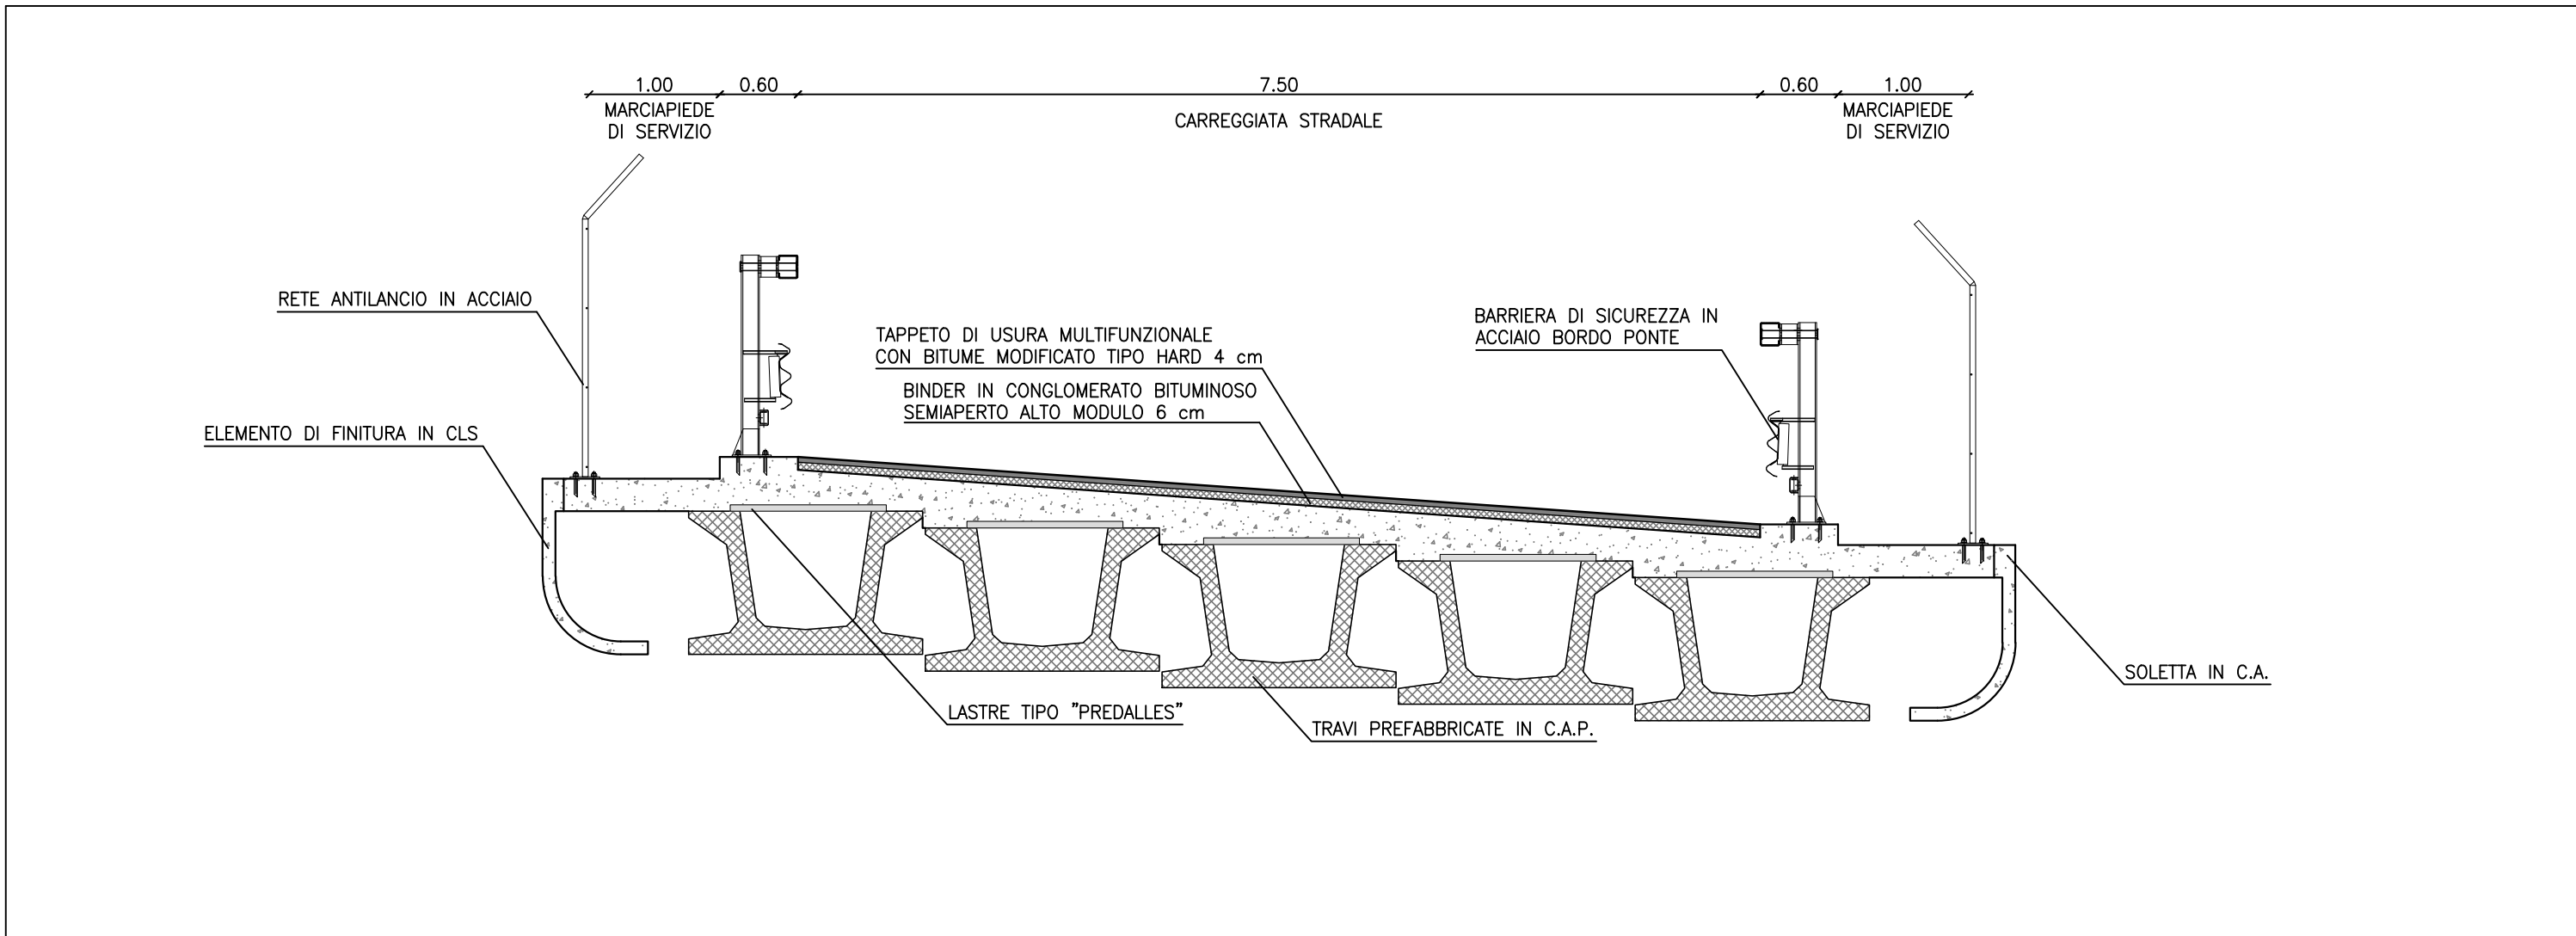 1.00
0.60
7.50
0.60
1.00
MARCIAPIEDE
DI SERVIZIO
CARREGGIATA STRADALE
MARCIAPIEDE
DI SERVIZIO
RETE ANTILANCIO IN ACCIAIO
TAPPETO DI USURA MULTIFUNZIONALE
CON BITUME MODIFICATO TIPO HARD 4 cm
BINDER IN CONGLOMERATO BITUMINOSO
SEMIAPERTO ALTO MODULO 6 cm
BARRIERA DI SICUREZZA IN
ACCIAIO BORDO PONTE
ELEMENTO DI FINITURA IN CLS
SOLETTA IN C.A.
LASTRE TIPO "PREDALLES"
TRAVI PREFABBRICATE IN C.A.P.